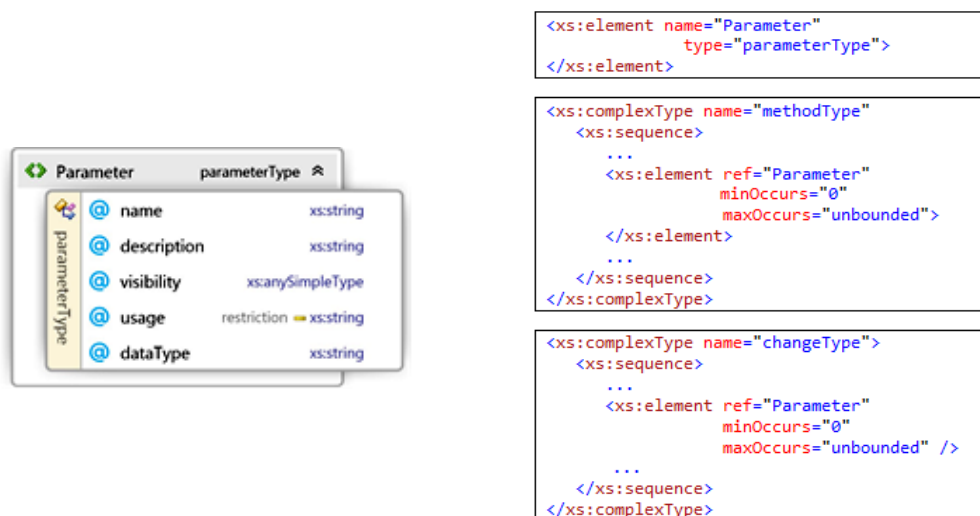 Parameter parameterType
parameterType
@ name xs:string
@ description xs:string
@ visibility xs:anySimpleType
@ usage restriction xs:string
@ dataType xs:string
<xs:element name="Parameter"
type="parameterType">
</xs:element>
<xs:complexType name="methodType"
<xs:sequence>
...
<xs:element ref="Parameter"
minOccurs="0"
maxOccurs="unbounded">
</xs:element>
...
</xs:sequence>
</xs:complexType>
<xs:complexType name="changeType">
<xs:sequence>
...
<xs:element ref="Parameter"
minOccurs="0"
maxOccurs="unbounded" />
...
</xs:sequence>
</xs:complexType>